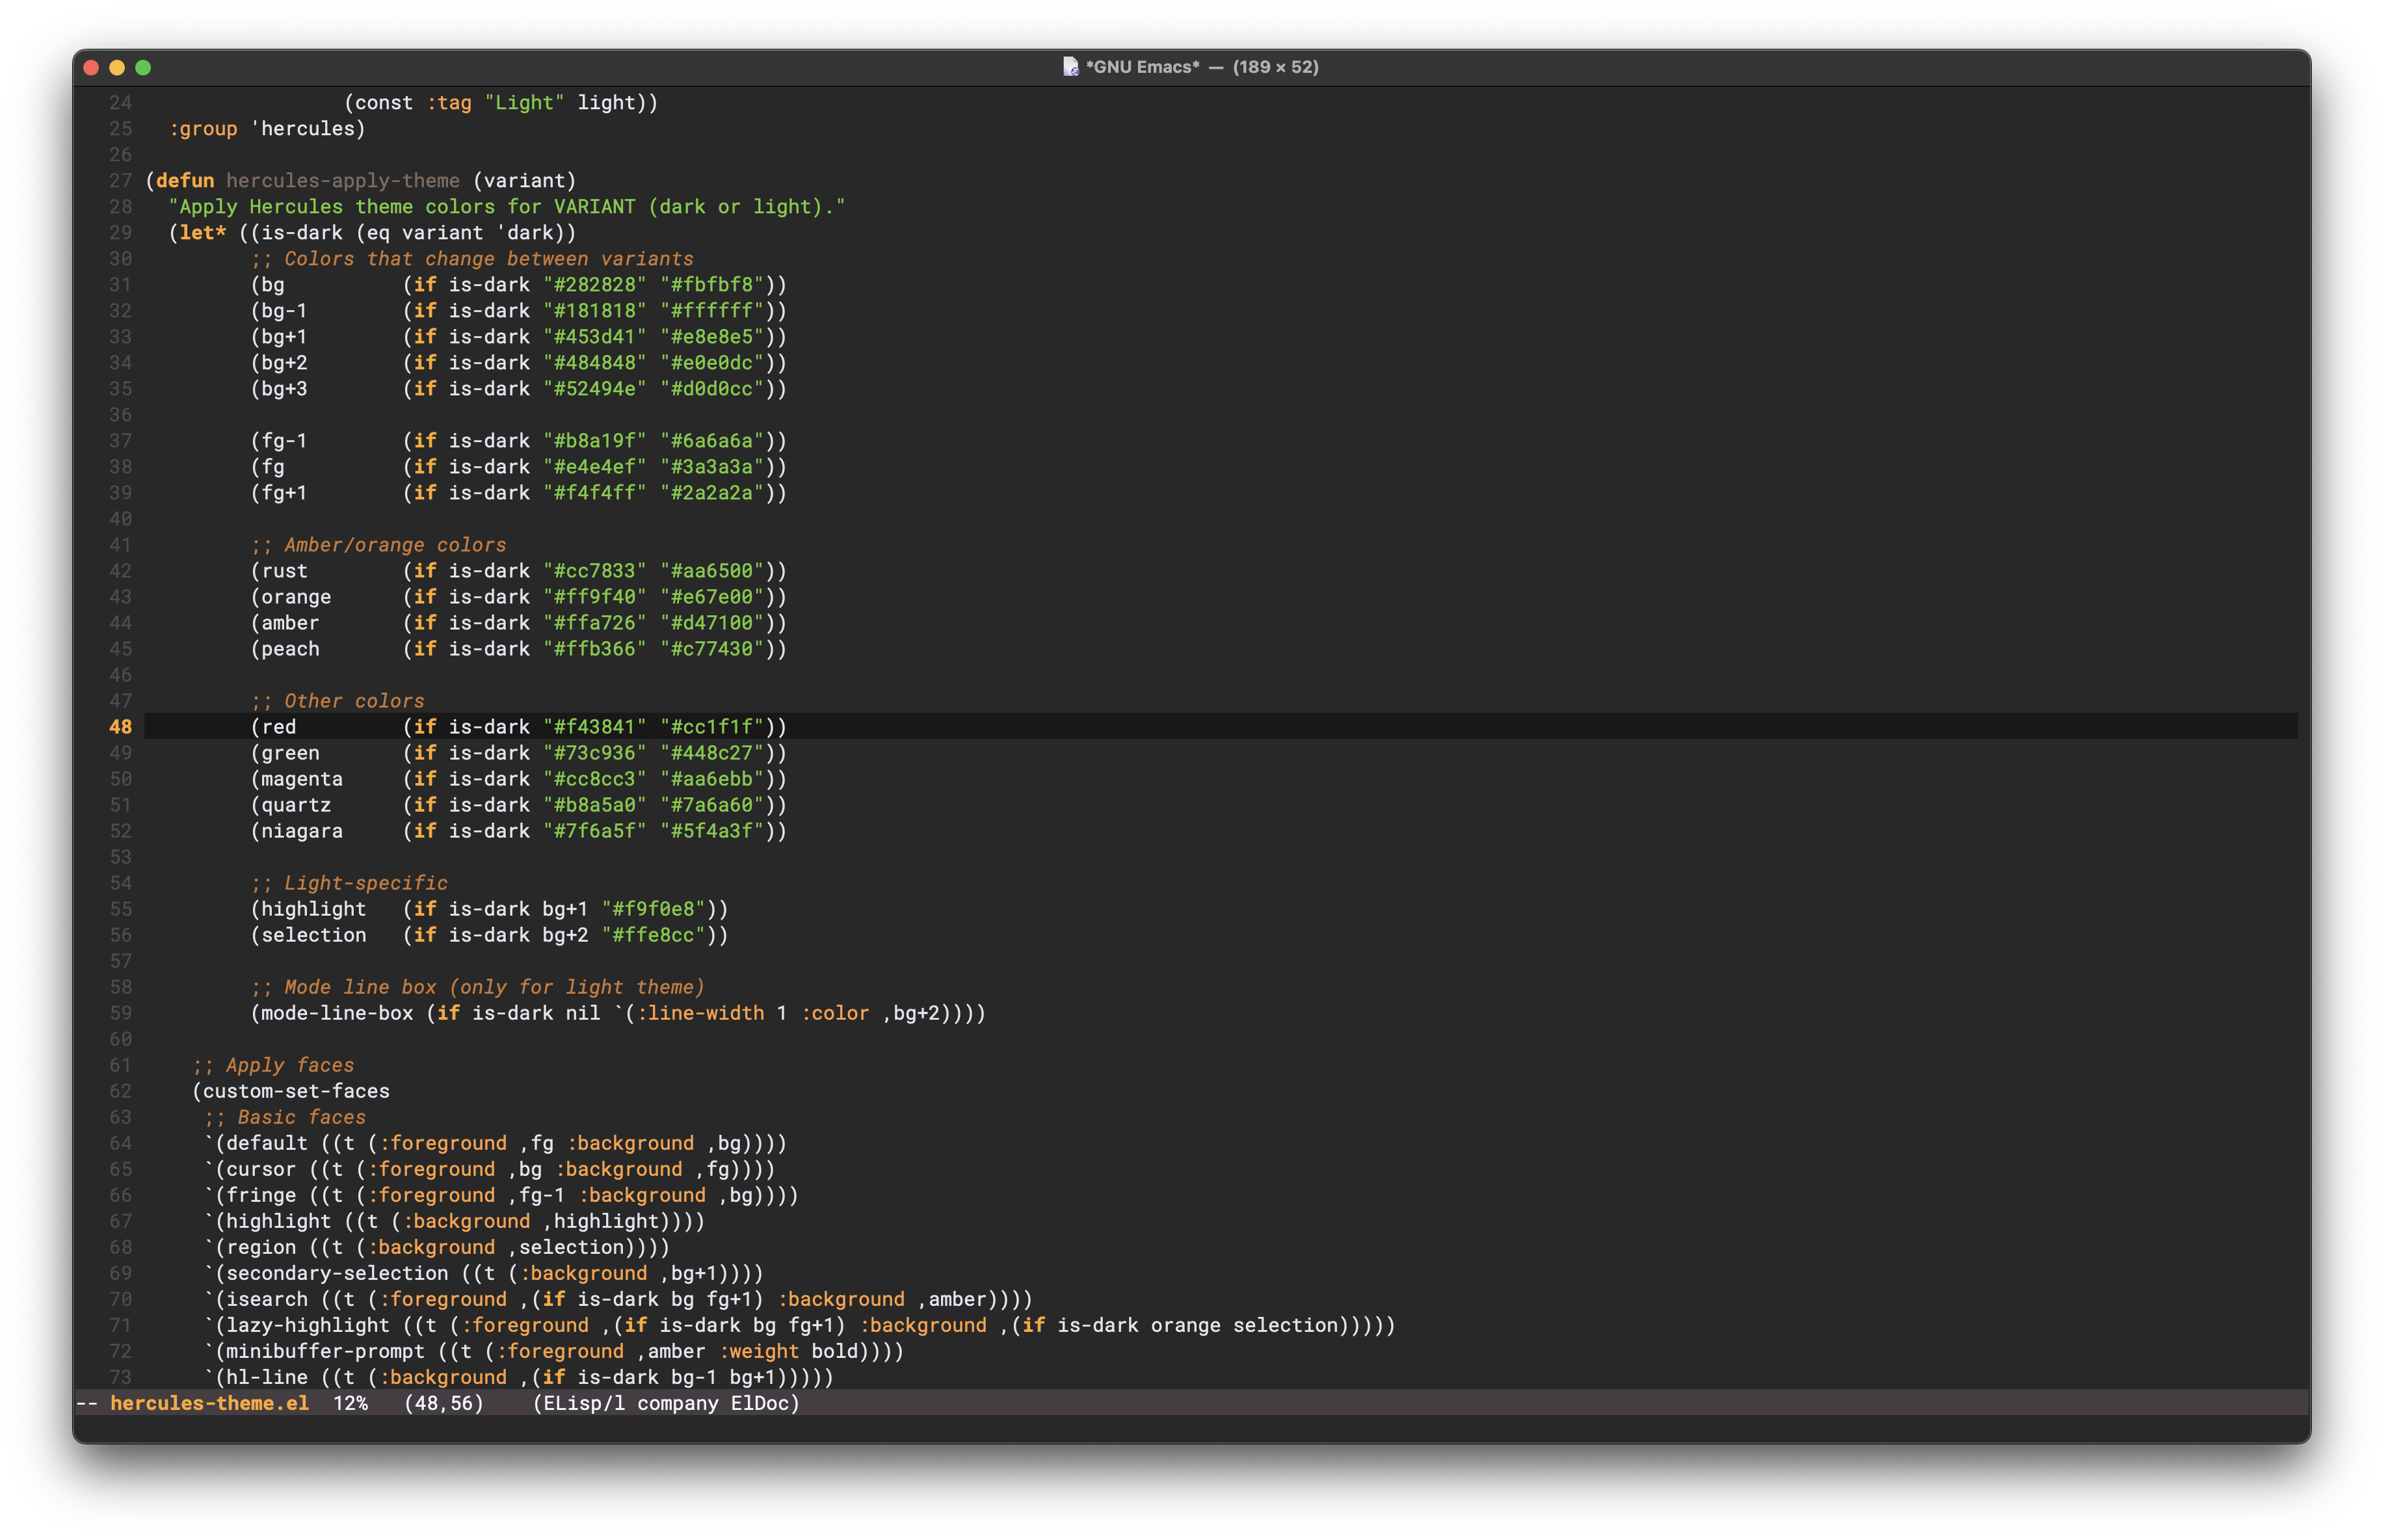 *GNU Emacs* — (189 × 52)
24                   (const :tag "Light" light))
25    :group 'hercules)
26
27 (defun hercules-apply-theme (variant)
28   "Apply Hercules theme colors for VARIANT (dark or light)."
29   (let* ((is-dark (eq variant 'dark))
30          ;; Colors that change between variants
31          (bg          (if is-dark "#282828" "#fbfbf8"))
32          (bg-1        (if is-dark "#181818" "#ffffff"))
33          (bg+1        (if is-dark "#453d41" "#e8e8e5"))
34          (bg+2        (if is-dark "#484848" "#e0e0dc"))
35          (bg+3        (if is-dark "#52494e" "#d0d0cc"))
36
37          (fg-1        (if is-dark "#b8a19f" "#6a6a6a"))
38          (fg          (if is-dark "#e4e4ef" "#3a3a3a"))
39          (fg+1        (if is-dark "#f4f4ff" "#2a2a2a"))
40
41          ;; Amber/orange colors
42          (rust        (if is-dark "#cc7833" "#aa6500"))
43          (orange      (if is-dark "#ff9f40" "#e67e00"))
44          (amber       (if is-dark "#ffa726" "#d47100"))
45          (peach       (if is-dark "#ffb366" "#c77430"))
46
47          ;; Other colors
48          (red         (if is-dark "#f43841" "#cc1f1f"))
49          (green       (if is-dark "#73c936" "#448c27"))
50          (magenta     (if is-dark "#cc8cc3" "#aa6ebb"))
51          (quartz      (if is-dark "#b8a5a0" "#7a6a60"))
52          (niagara     (if is-dark "#7f6a5f" "#5f4a3f"))
53
54          ;; Light-specific
55          (highlight   (if is-dark bg+1 "#f9f0e8"))
56          (selection   (if is-dark bg+2 "#ffe8cc"))
57
58          ;; Mode line box (only for light theme)
59          (mode-line-box (if is-dark nil `(:line-width 1 :color ,bg+2))))
60
61     ;; Apply faces
62     (custom-set-faces
63      ;; Basic faces
64      `(default ((t (:foreground ,fg :background ,bg))))
65      `(cursor ((t (:foreground ,bg :background ,fg))))
66      `(fringe ((t (:foreground ,fg-1 :background ,bg))))
67      `(highlight ((t (:background ,highlight))))
68      `(region ((t (:background ,selection))))
69      `(secondary-selection ((t (:background ,bg+1))))
70      `(isearch ((t (:foreground ,(if is-dark bg fg+1) :background ,amber))))
71      `(lazy-highlight ((t (:foreground ,(if is-dark bg fg+1) :background ,(if is-dark orange selection)))))
72      `(minibuffer-prompt ((t (:foreground ,amber :weight bold))))
73      `(hl-line ((t (:background ,(if is-dark bg-1 bg+1)))))
-- hercules-theme.el  12%   (48,56)    (ELisp/l company ElDoc)